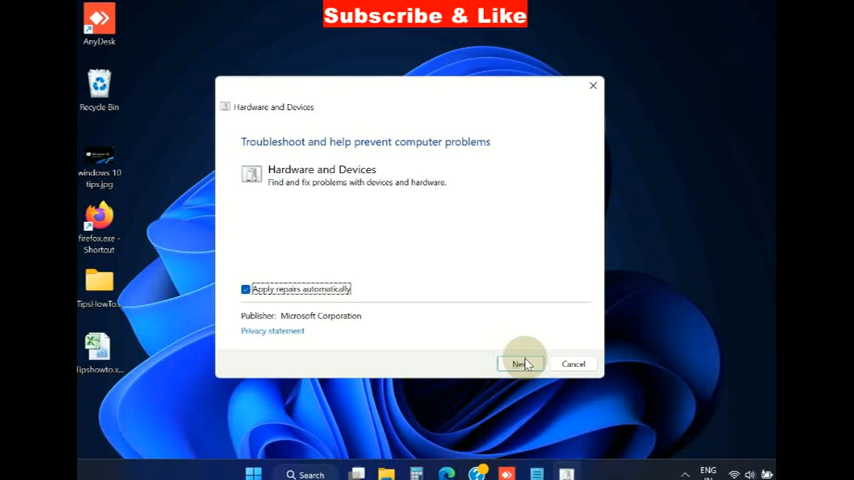 Subscribe & Like
AnyDesk
Recycle Bin
windows 10
tips.jpg
firefox.exe -
Shortcut
TipsHowTo...
Tipshowto.x...
Hardware and Devices
Troubleshoot and help prevent computer problems
Hardware and Devices
Find and fix problems with devices and hardware.
Apply repairs automatically
Publisher: Microsoft Corporation
Privacy statement
Cancel
Search
ENG
IN